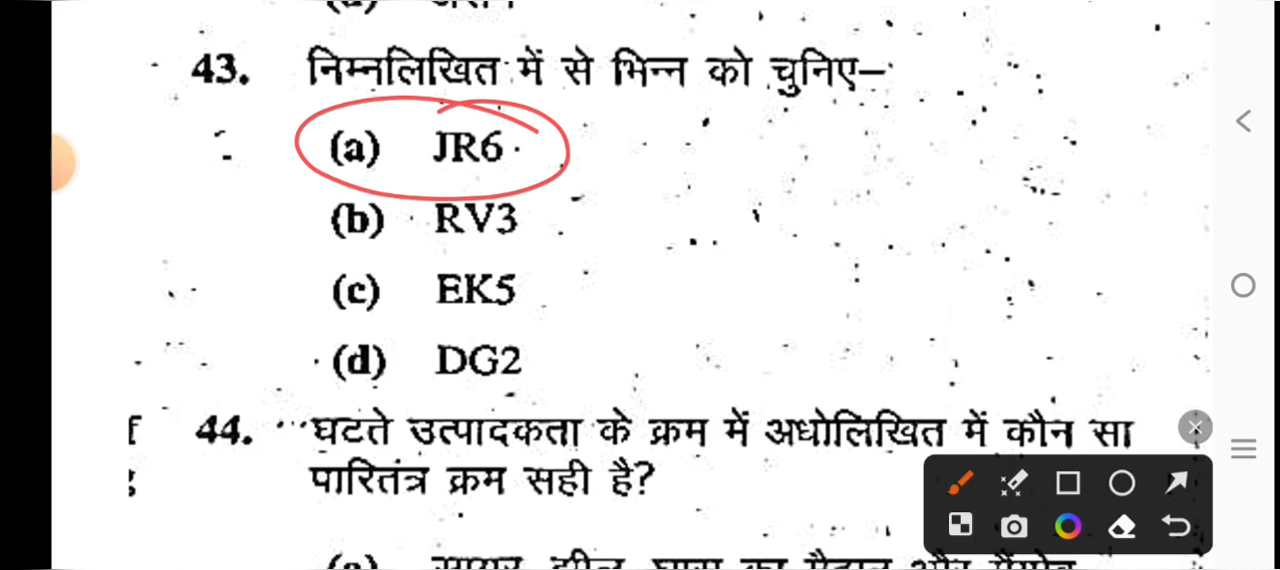 43. निम्नलिखित में से भिन्न को चुनिए–
(a) JR6
(b) RV3
(c) EK5
(d) DG2
44. घटते उत्पादकता के क्रम में अधोलिखित में कौन सा
पारितंत्र क्रम सही है?